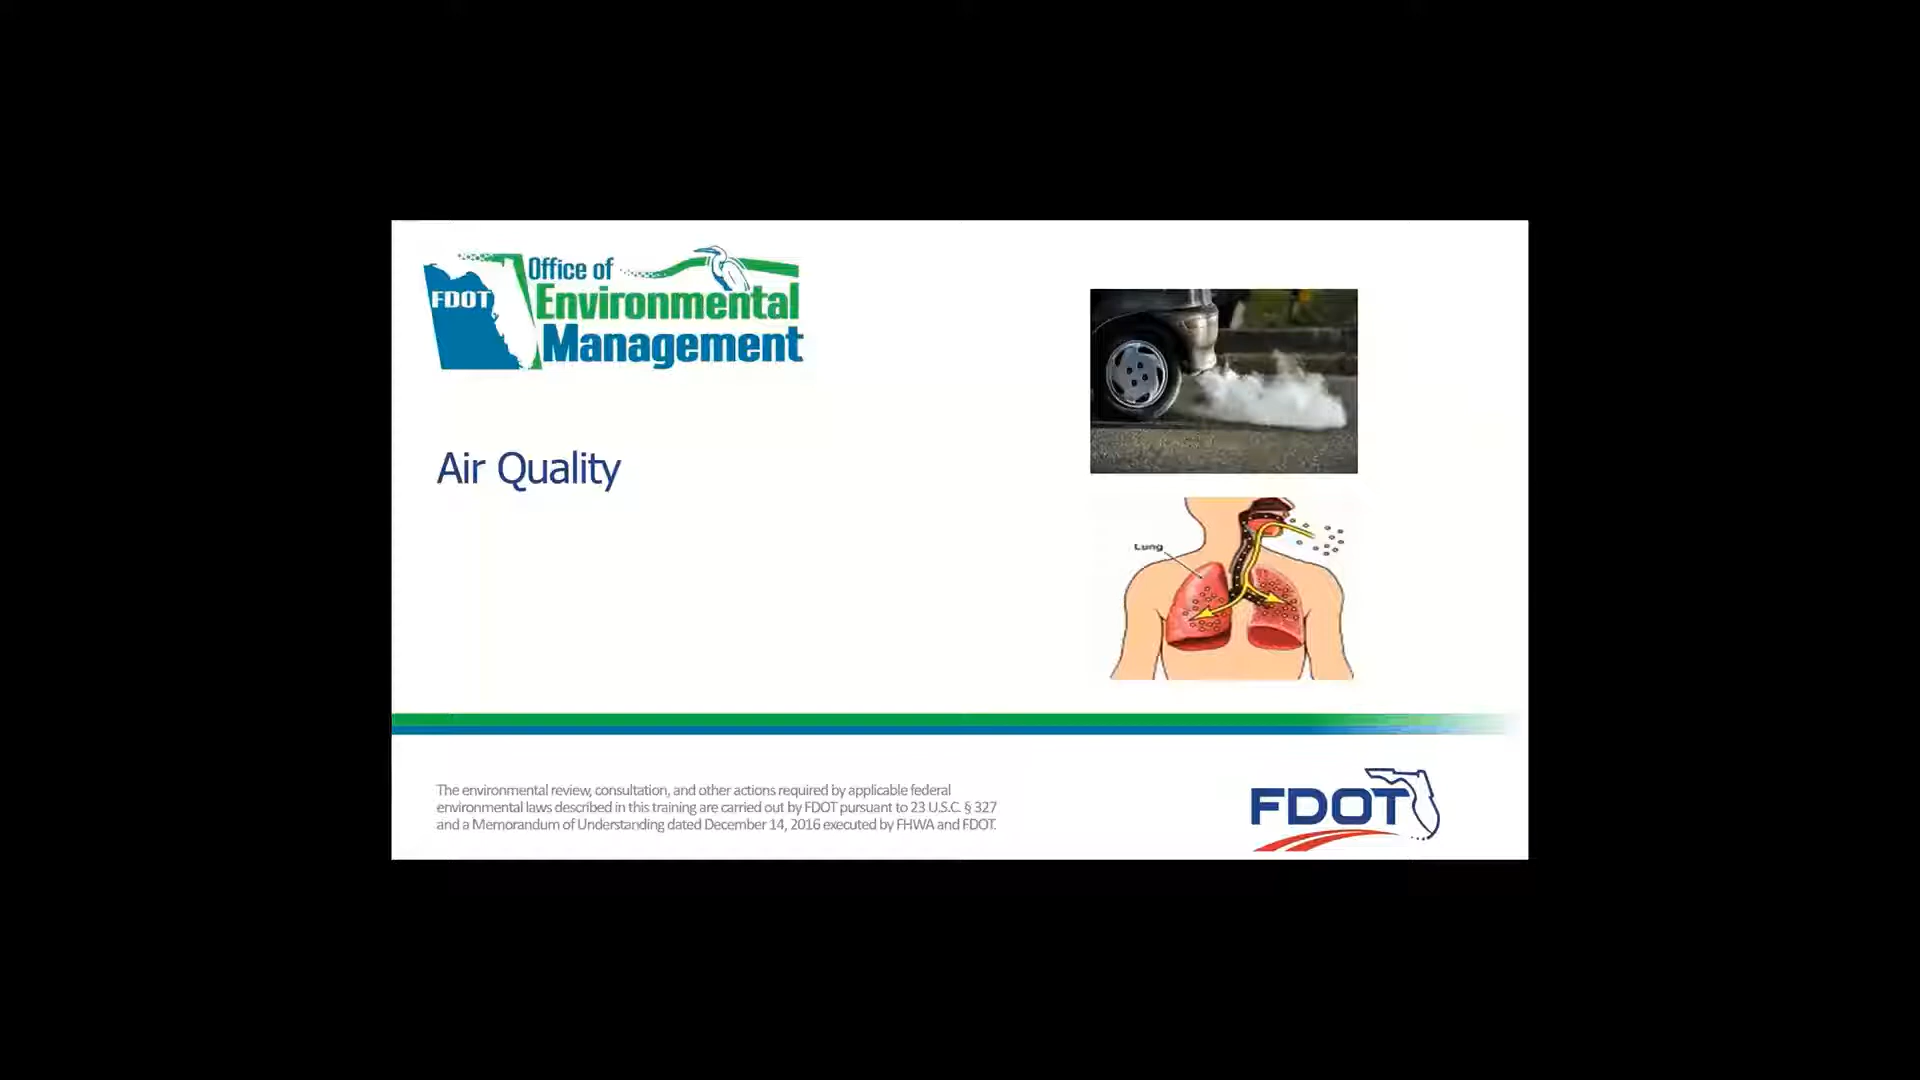 Office of
FDOT
Environmental
Management
Air Quality
Lung
The environmental review, consultation, and other actions required by applicable federal
environmental laws described in this training are carried out by FDOT pursuant to 23 U.S.C. § 327
and a Memorandum of Understanding dated December 14, 2016 executed by FHWA and FDOT.
FDOT